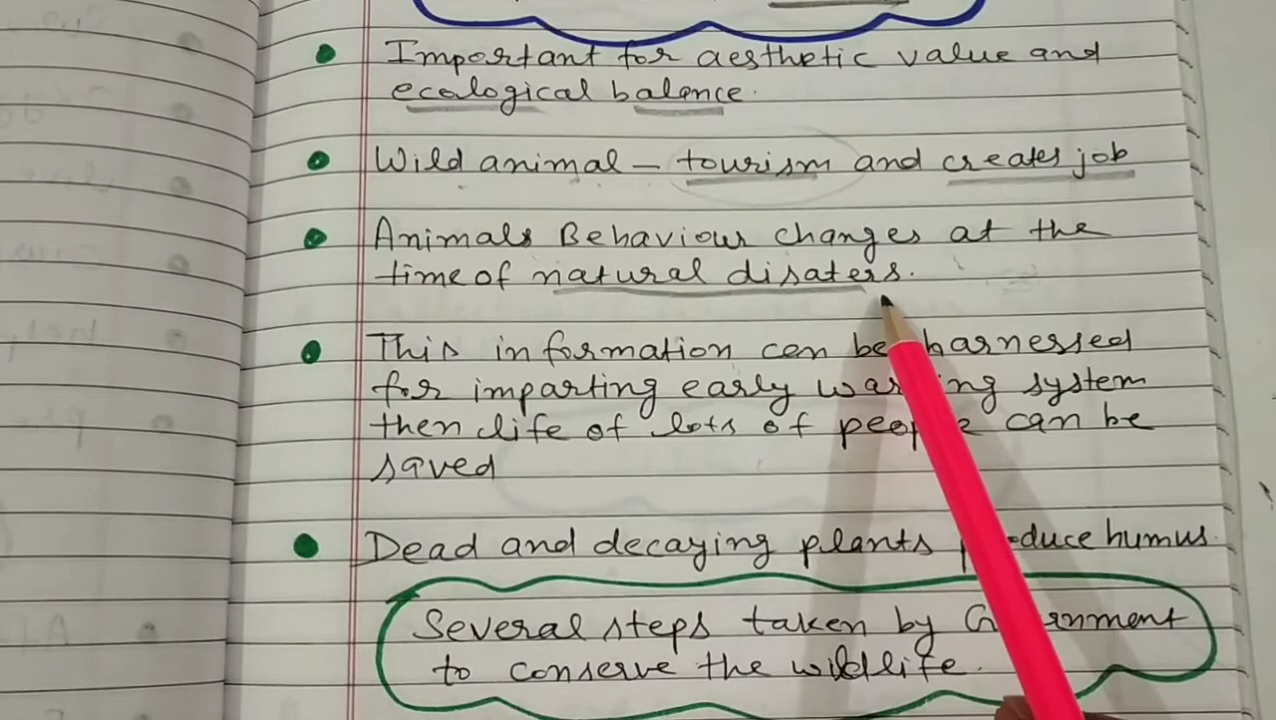 Important for aesthetic value and
ecological balance.
Wild animal – tourism and creates job
Animals Behaviour changes at the
time of natural disaters.
This information can be harnessed
for imparting early warning system
then life of lots of people can be
saved
Dead and decaying plants produce humus.
Several steps taken by Government
to conserve the wildlife.